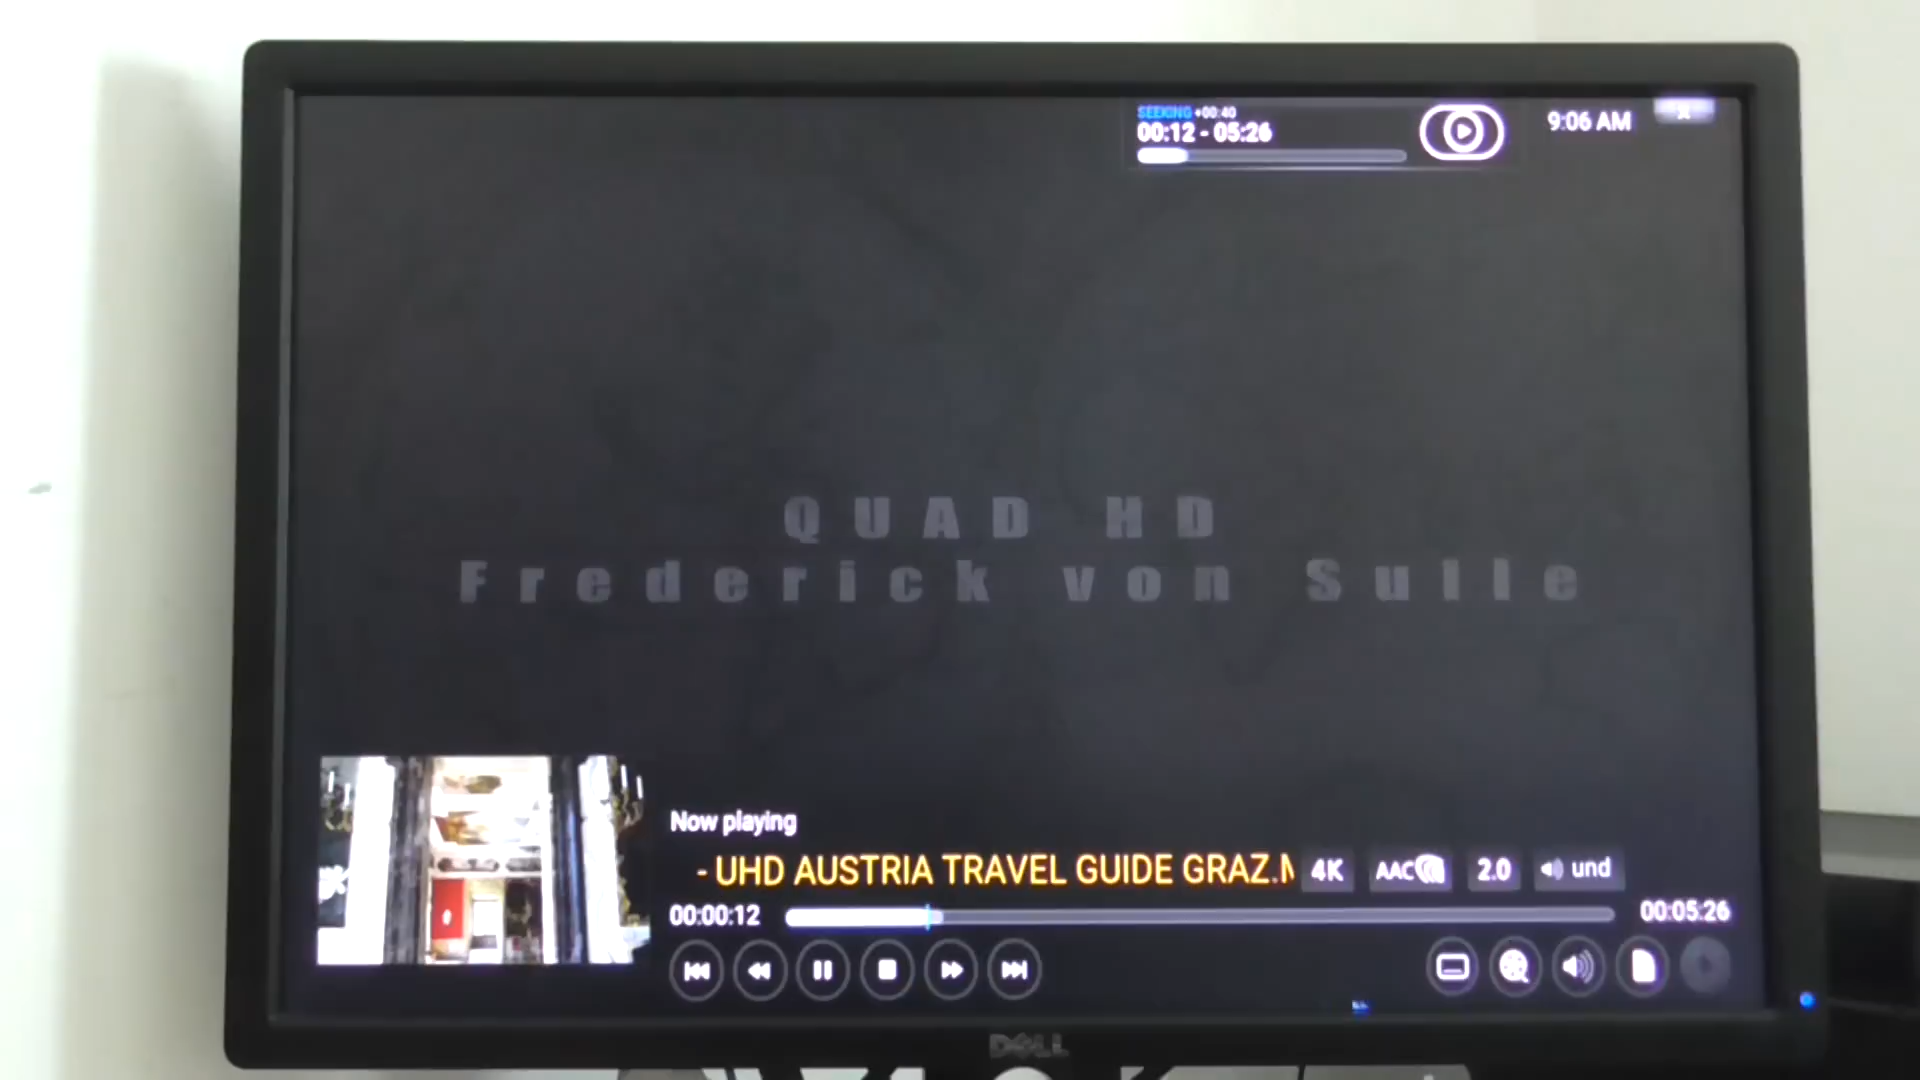 SEEKING +00:40
00:12 - 05:26
9:06 AM
QUAD HD
Frederick von Sulle
Now playing
- UHD AUSTRIA TRAVEL GUIDE GRAZ.M
4K
AAC
2.0
und
00:00:12
00:05:26
DELL